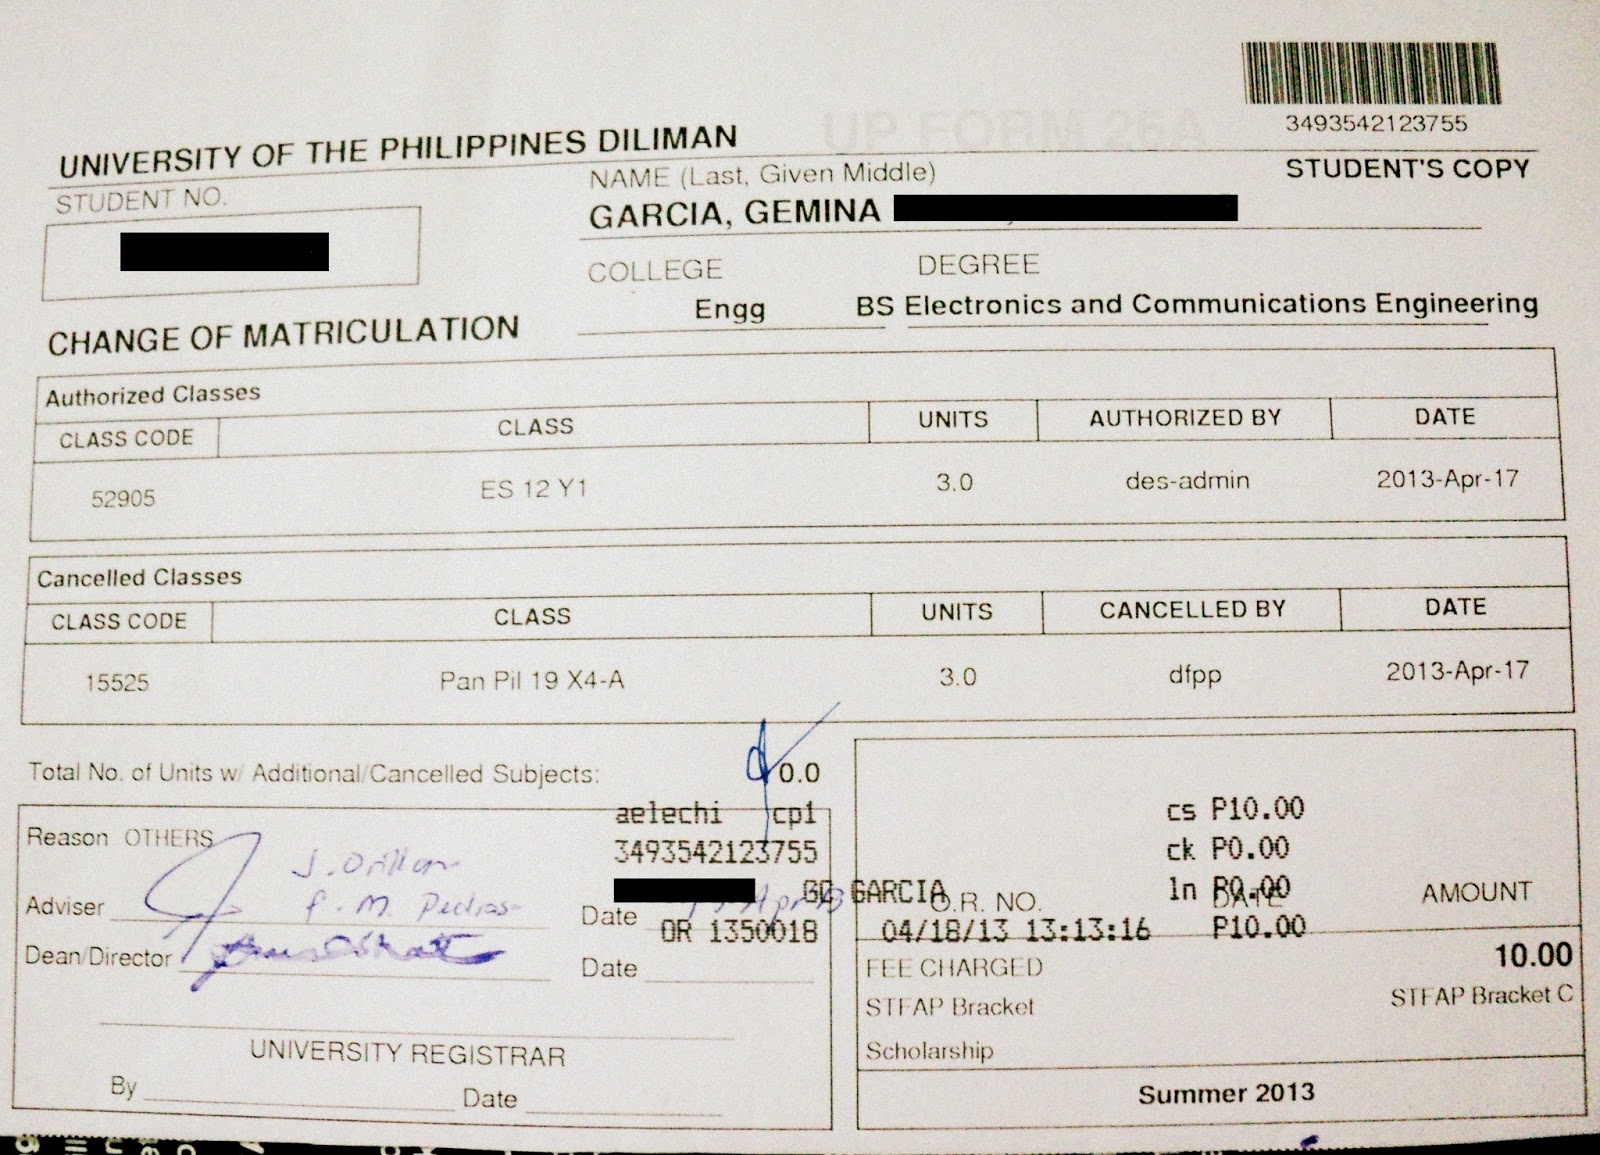 UP FORM 26A
3493542123755
UNIVERSITY OF THE PHILIPPINES DILIMAN
STUDENT'S COPY
STUDENT NO.
NAME (Last, Given Middle)
GARCIA, GEMINA
COLLEGE DEGREE
Engg BS Electronics and Communications Engineering
CHANGE OF MATRICULATION
Authorized Classes
CLASS CODE CLASS UNITS AUTHORIZED BY DATE
52905 ES 12 Y1 3.0 des-admin 2013-Apr-17
Cancelled Classes
CLASS CODE CLASS UNITS CANCELLED BY DATE
15525 Pan Pil 19 X4-A 3.0 dfpp 2013-Apr-17
Total No. of Units w/ Additional/Cancelled Subjects: 0.0
aelechi cp1 cs P10.00
Reason OTHERS
3493542123755 ck P0.00
GC GARCIA ln P0.00
Adviser Date O.R. NO. DATE AMOUNT
OR 1350018 04/18/13 13:13:16 P10.00
Dean/Director Date
FEE CHARGED 10.00
STFAP Bracket STFAP Bracket C
Scholarship
UNIVERSITY REGISTRAR
By Date
Summer 2013